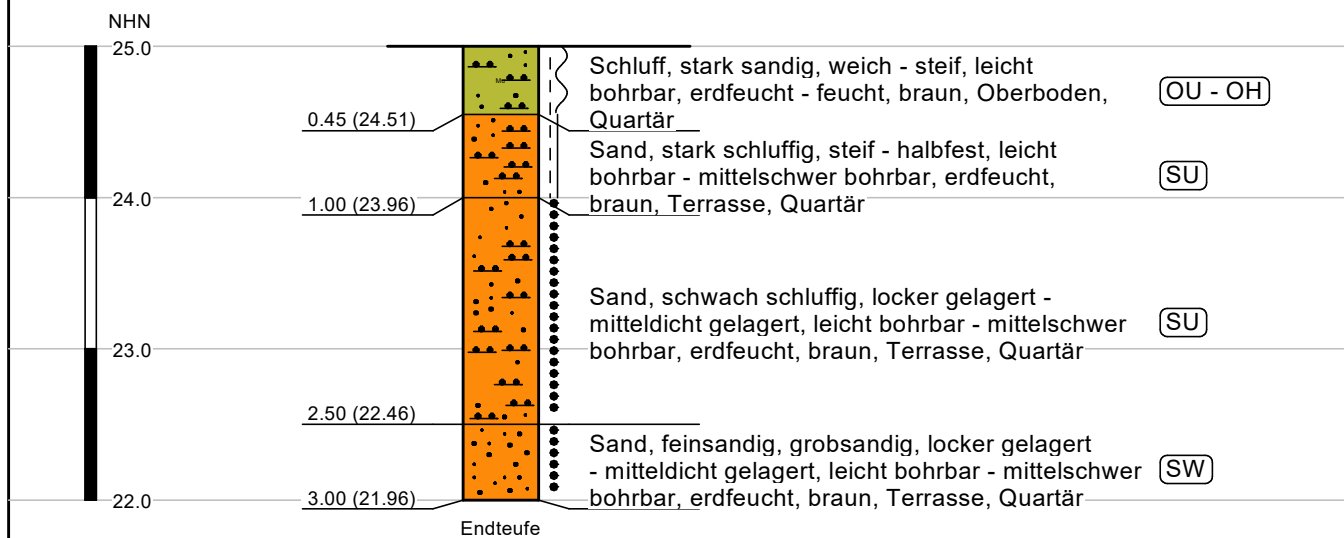 NHN
25.0
Schluff, stark sandig, weich - steif, leicht
bohrbar, erdfeucht - feucht, braun, Oberboden,
Quartär
OU - OH
0.45 (24.51)
Sand, stark schluffig, steif - halbfest, leicht
bohrbar - mittelschwer bohrbar, erdfeucht,
braun, Terrasse, Quartär
SU
24.0
1.00 (23.96)
Sand, schwach schluffig, locker gelagert -
mitteldicht gelagert, leicht bohrbar - mittelschwer
bohrbar, erdfeucht, braun, Terrasse, Quartär
SU
23.0
2.50 (22.46)
Sand, feinsandig, grobsandig, locker gelagert
- mitteldicht gelagert, leicht bohrbar - mittelschwer
bohrbar, erdfeucht, braun, Terrasse, Quartär
SW
22.0
3.00 (21.96)
Endteufe